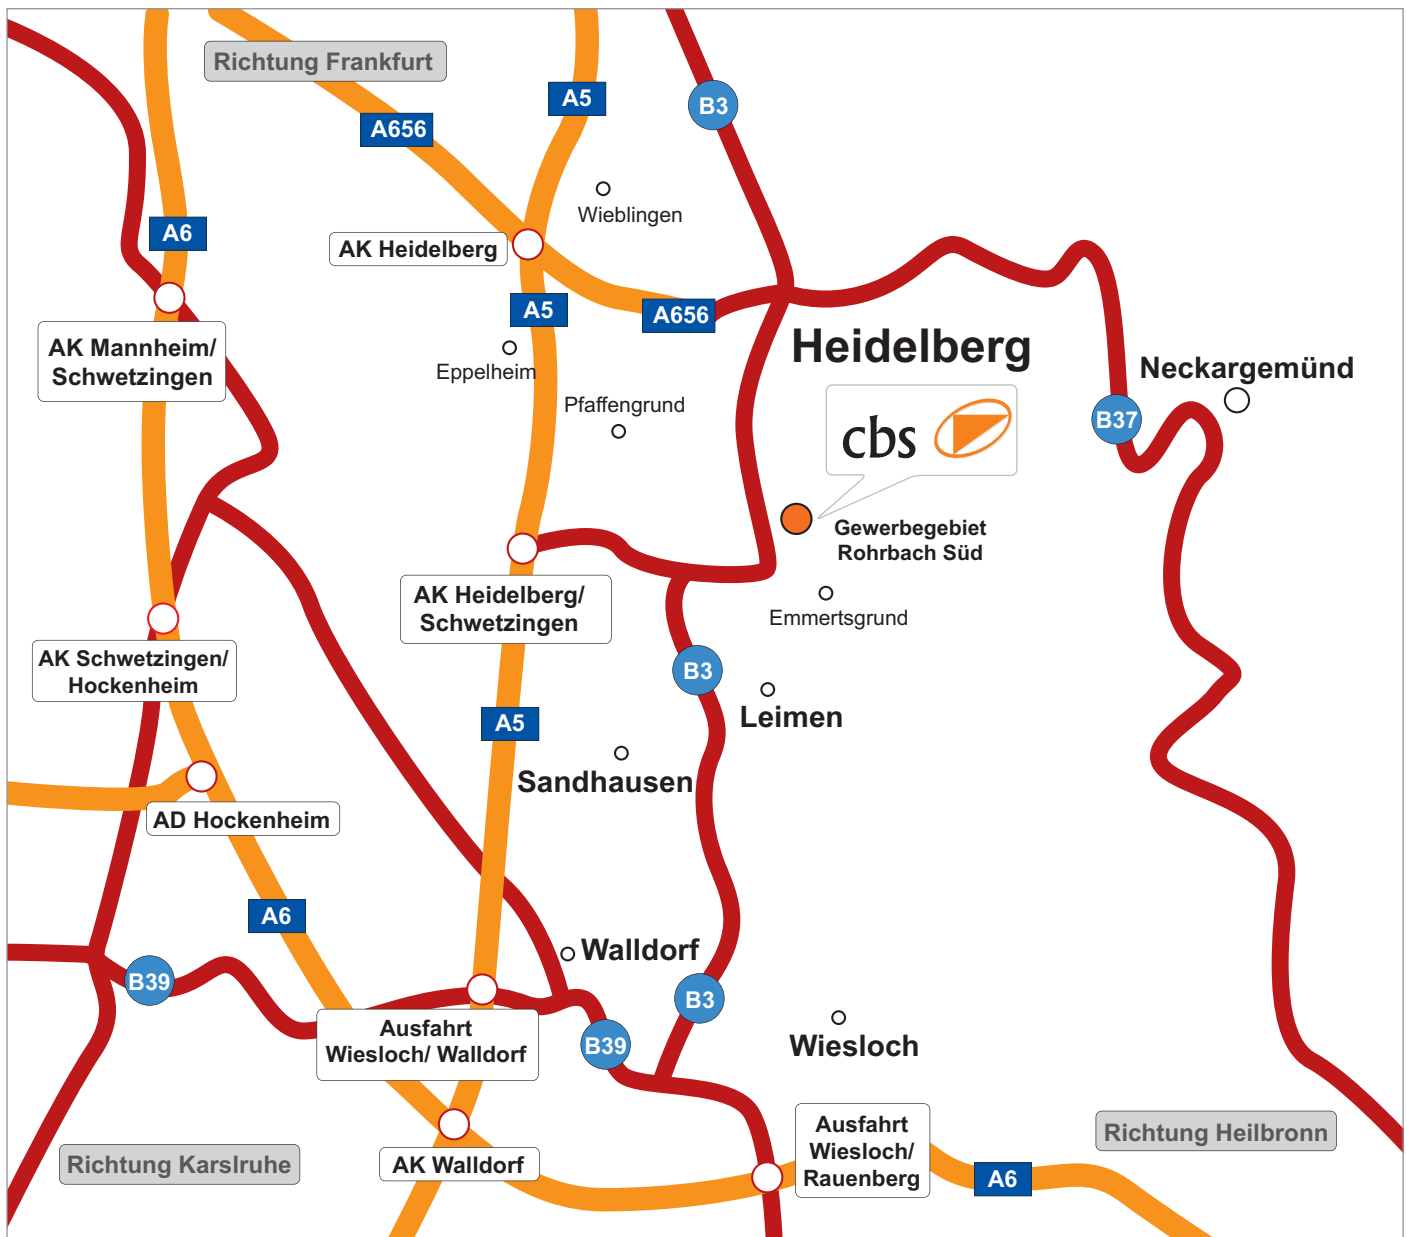 Richtung Frankfurt
A5
B3
A656
Wieblingen
A6
AK Heidelberg
A5
A656
AK Mannheim/
Schwetzingen
Heidelberg
Eppelheim
Neckargemünd
Pfaffengrund
B37
cbs
Gewerbegebiet
Rohrbach Süd
AK Heidelberg/
Schwetzingen
Emmertsgrund
AK Schwetzingen/
Hockenheim
B3
A5
Leimen
Sandhausen
AD Hockenheim
A6
Walldorf
B39
B3
Ausfahrt
Wiesloch/ Walldorf
B39
Wiesloch
Ausfahrt
Wiesloch/
Rauenberg
Richtung Heilbronn
Richtung Karslruhe
AK Walldorf
A6